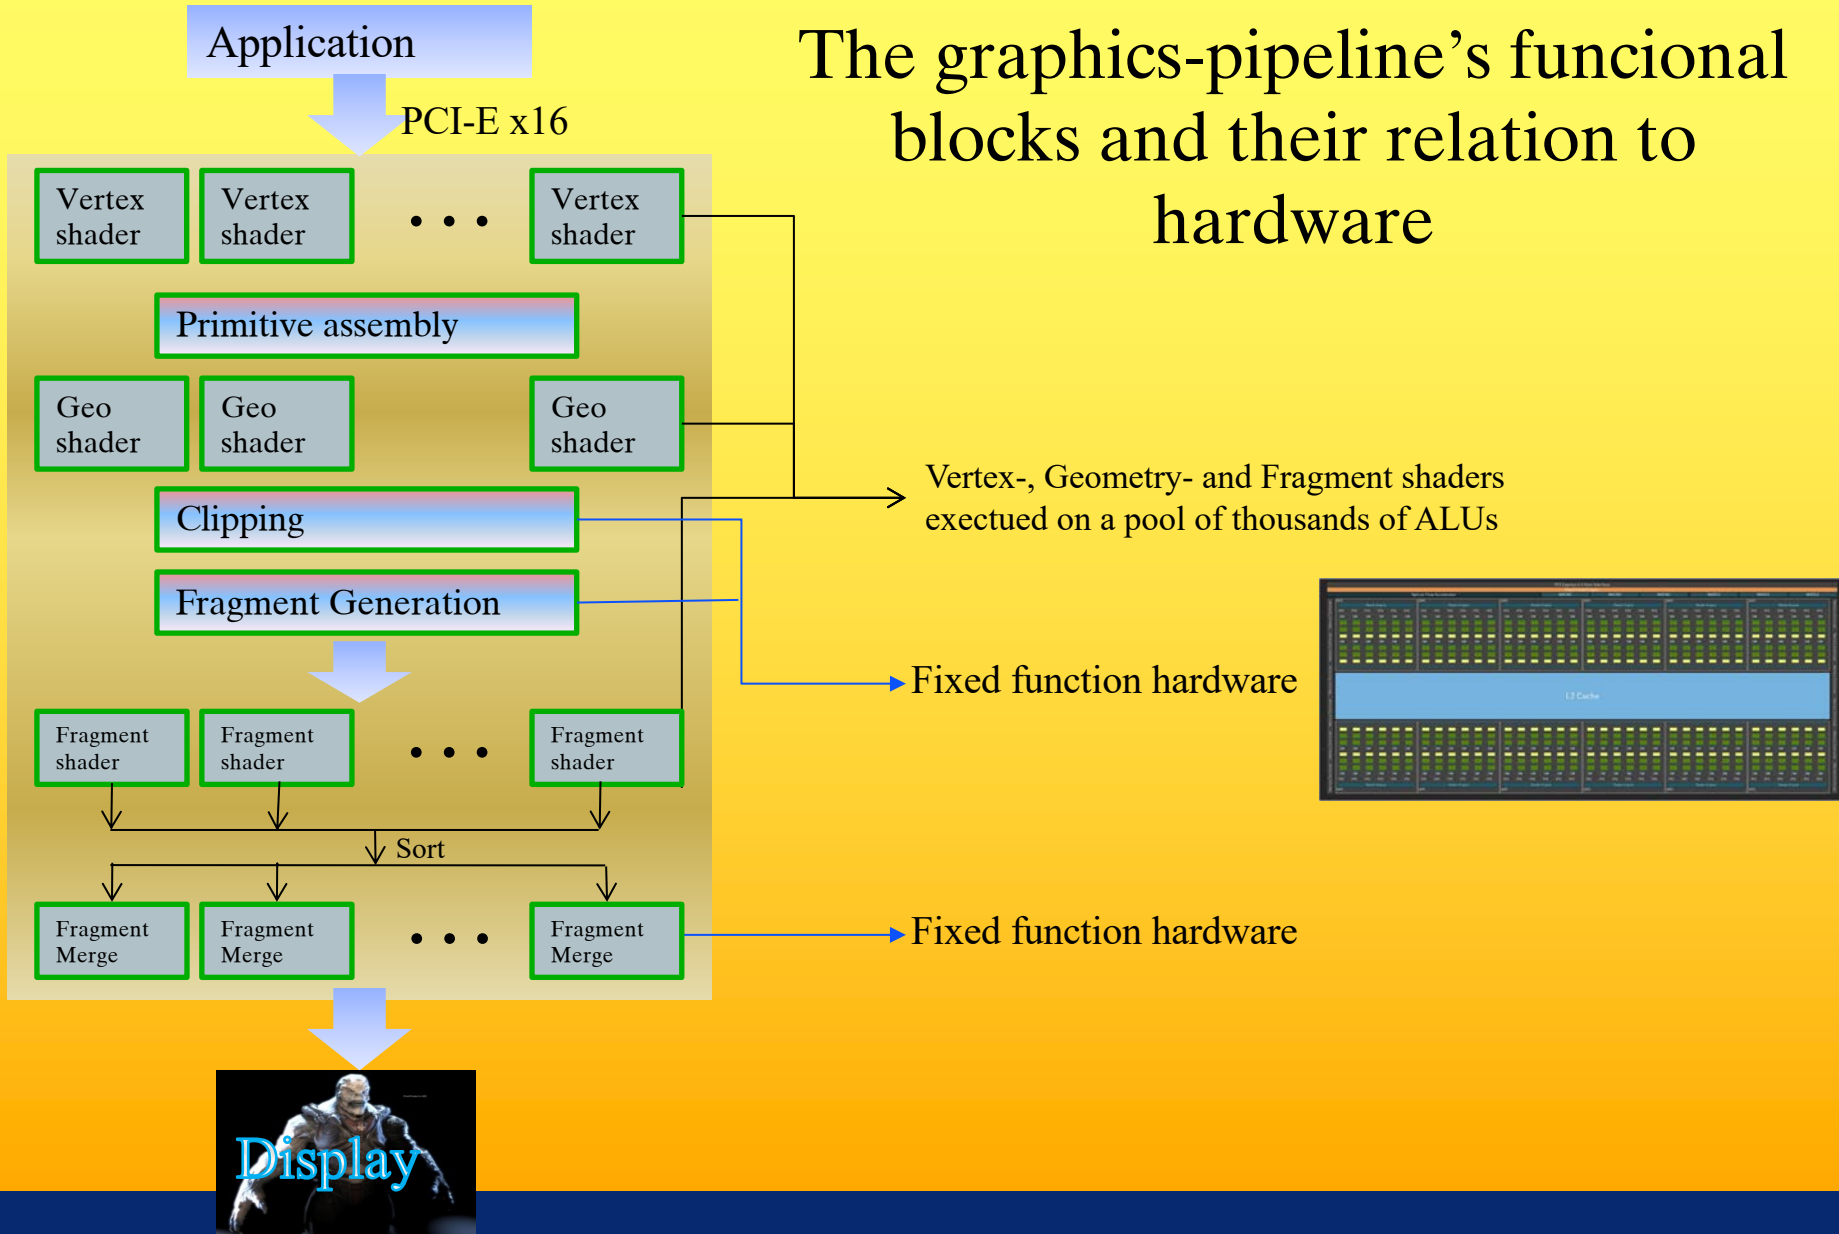 Application
The graphics-pipeline’s funcional
blocks and their relation to
hardware
PCI-E x16
Vertex
shader
Vertex
shader
Vertex
shader
Primitive assembly
Geo
shader
Geo
shader
Geo
shader
Vertex-, Geometry- and Fragment shaders
exectued on a pool of thousands of ALUs
Clipping
Fragment Generation
Fixed function hardware
L2 Cache
Fragment
shader
Fragment
shader
Fragment
shader
Sort
Fragment
Merge
Fragment
Merge
Fragment
Merge
Fixed function hardware
Display